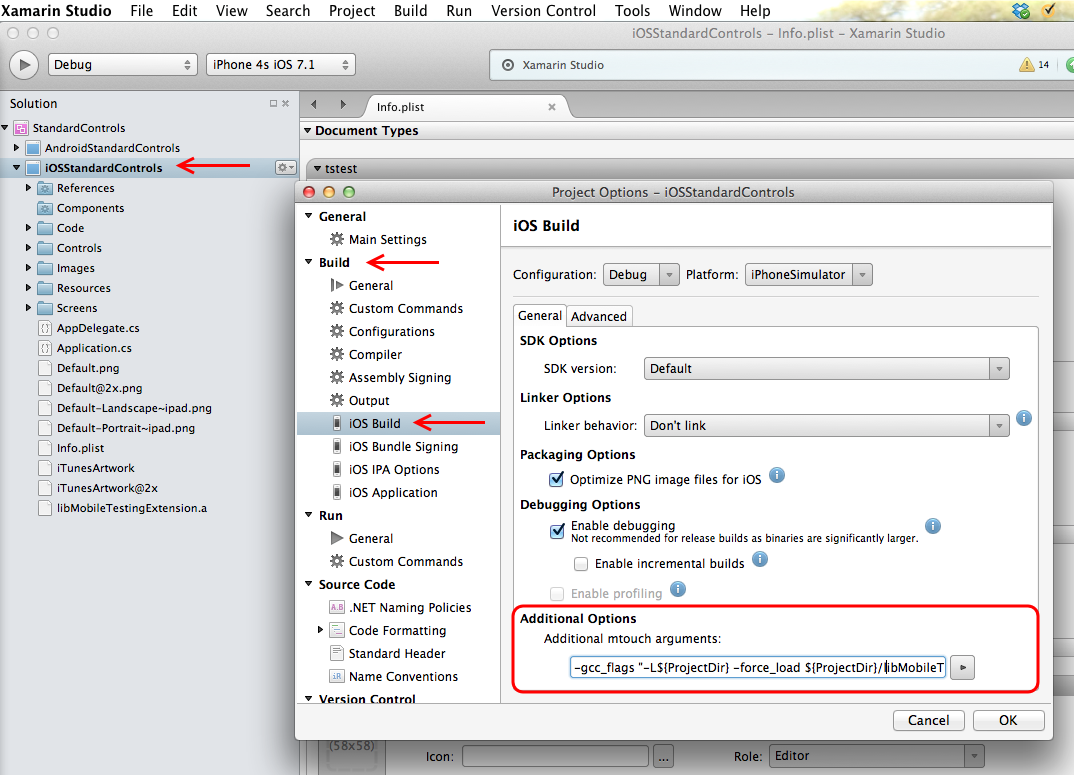 Xamarin Studio File Edit View Search Project Build Run Version Control Tools Window Help
iOSStandardControls – Info.plist – Xamarin Studio
Debug iPhone 4s iOS 7.1 Xamarin Studio 14
Solution
Info.plist
StandardControls
Document Types
AndroidStandardControls
iOSStandardControls
tstest
References
Components
Code
Controls
Images
Resources
Screens
AppDelegate.cs
Application.cs
Default.png
Default@2x.png
Default-Landscape~ipad.png
Default-Portrait~ipad.png
Info.plist
iTunesArtwork
iTunesArtwork@2x
libMobileTestingExtension.a
Project Options – iOSStandardControls
General
Main Settings
Build
General
Custom Commands
Configurations
Compiler
Assembly Signing
Output
iOS Build
iOS Bundle Signing
iOS IPA Options
iOS Application
Run
General
Custom Commands
Source Code
A.B .NET Naming Policies
Code Formatting
Standard Header
iR Name Conventions
Version Control
iOS Build
Configuration: Debug Platform: iPhoneSimulator
General Advanced
SDK Options
SDK version: Default
Linker Options
Linker behavior: Don't link
Packaging Options
Optimize PNG image files for iOS
Debugging Options
Enable debugging
Not recommended for release builds as binaries are significantly larger.
Enable incremental builds
Enable profiling
Additional Options
Additional mtouch arguments:
-gcc_flags "-L${ProjectDir} -force_load ${ProjectDir}/libMobileT
Cancel OK
(58x58)
Icon: ... Role: Editor